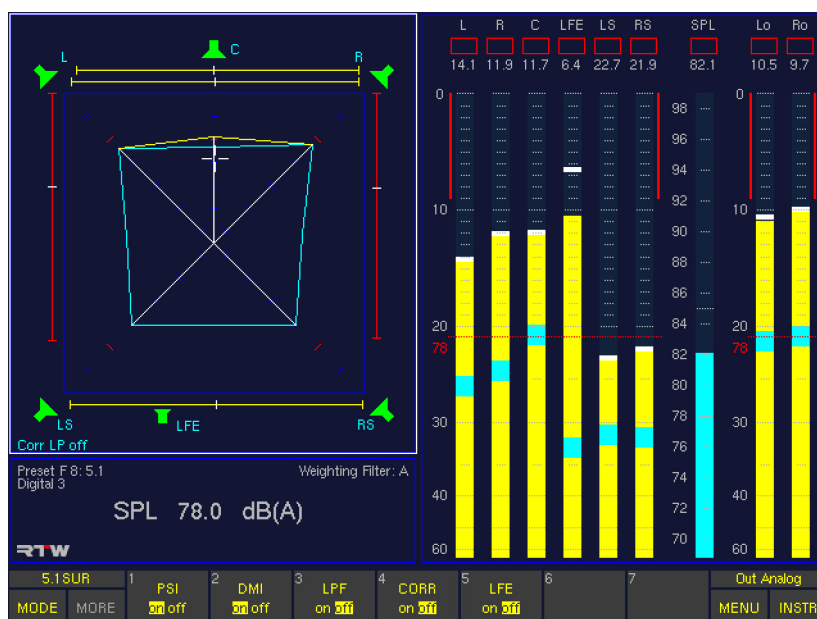 L R C LFE LS RS SPL Lo Ro
14.1 11.9 11.7 6.4 22.7 21.9 82.1 10.5 9.7
C
L R
0 98 0
96
94
92
10 90 10
88
86
20 84 20
78 82 78
80
30 78 30
76
74
40 72 40
70
60 60
LS LFE RS
Corr LP off
Preset F 8: 5.1 Weighting Filter: A
Digital 3
SPL 78.0 dB(A)
RTW
5.1SUR 1 PSI 2 DMI 3 LPF 4 CORR 5 LFE 6 7 Out Analog
MODE MORE on off on off on off on off on off MENU INSTR